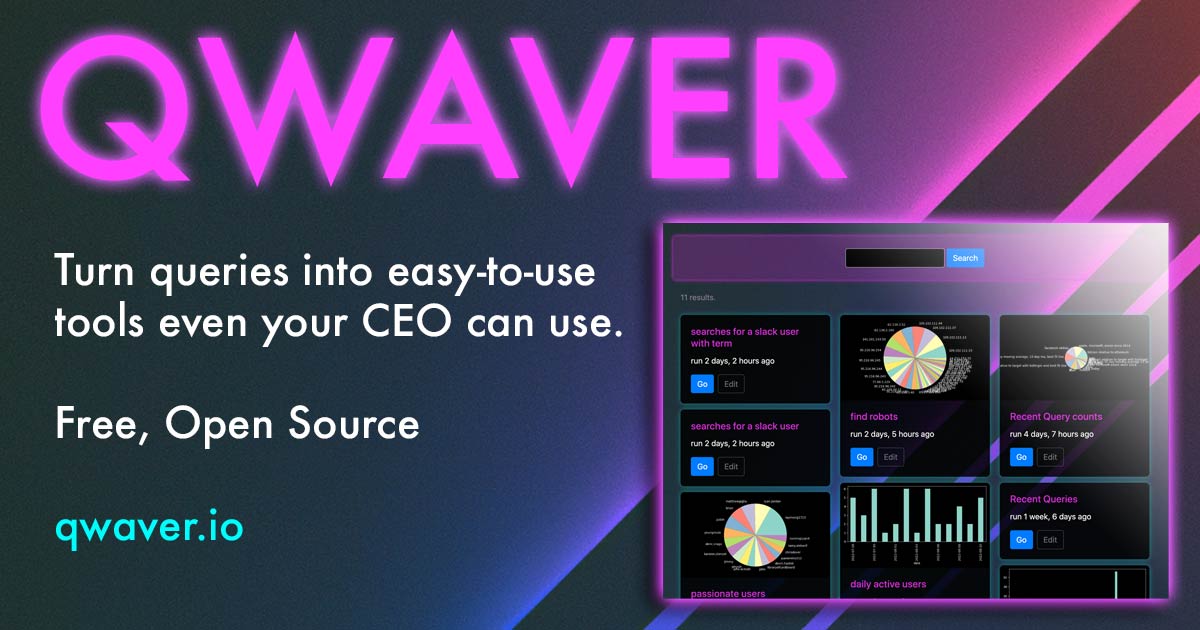 QWAVER
Turn queries into easy-to-use
tools even your CEO can use.
Free, Open Source
qwaver.io
Search
11 results.
searches for a slack user
with term
run 2 days, 2 hours ago
Go Edit
searches for a slack user
run 2 days, 2 hours ago
Go Edit
passionate users
find robots
run 2 days, 5 hours ago
Go Edit
daily active users
Recent Query counts
run 4 days, 7 hours ago
Go Edit
Recent Queries
run 1 week, 6 days ago
Go Edit